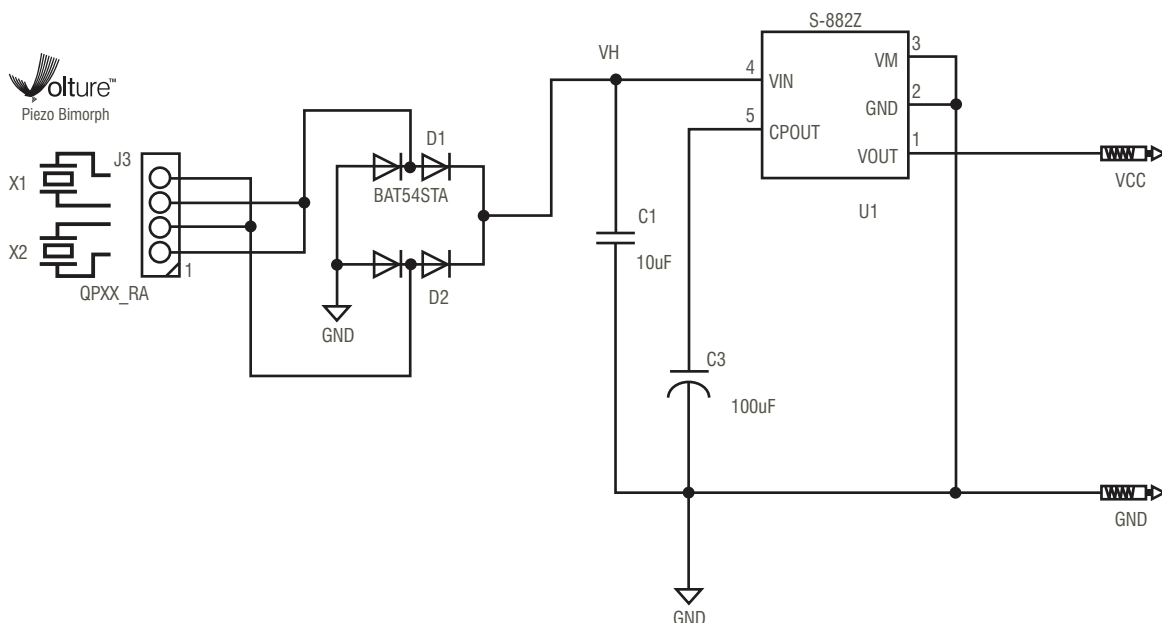 S-882Z
olture™
Piezo Bimorph
VH
3
VM
4
VIN
2
GND
5
CPOUT
1
VOUT
VCC
U1
J3
D1
X1
BAT54STA
X2
1
QPXX_RA
D2
GND
C1
10uF
C3
100uF
GND
GND